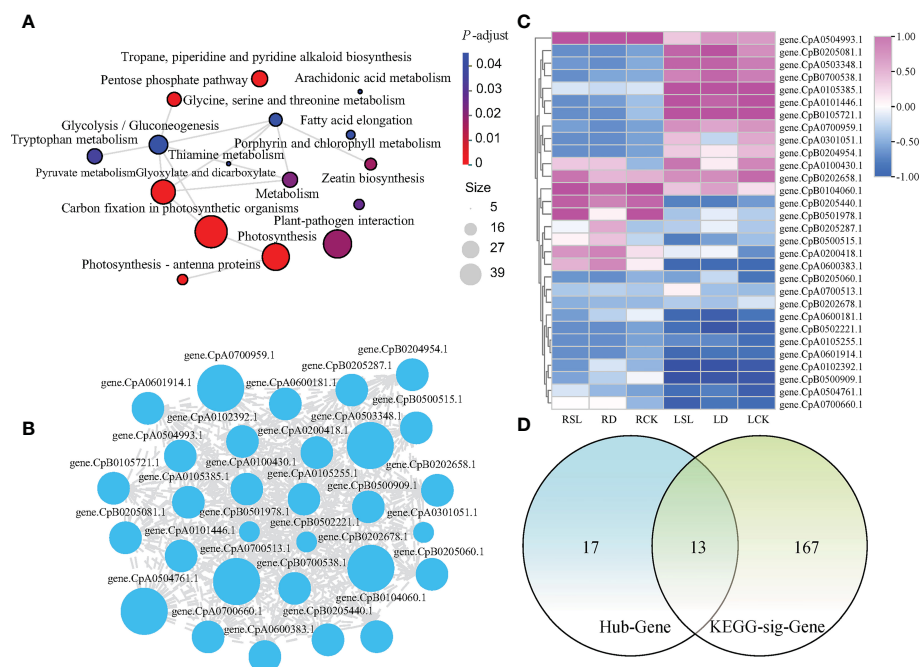 A
Tropane, piperidine and pyridine alkaloid biosynthesis
Pentose phosphate pathway
Arachidonic acid metabolism
Glycine, serine and threonine metabolism
Glycolysis / Gluconeogenesis
Fatty acid elongation
Tryptophan metabolism
Porphyrin and chlorophyll metabolism
Thiamine metabolism
Pyruvate metabolism
Glyoxylate and dicarboxylate
Zeatin biosynthesis
Metabolism
Carbon fixation in photosynthetic organisms
Plant-pathogen interaction
Photosynthesis
Photosynthesis - antenna proteins
P-adjust
0.04
0.03
0.02
0.01
0
Size
5
16
27
39
B
gene.CpB0204954.1
gene.CpA0700959.1
gene.CpB0205287.1
gene.CpA0601914.1
gene.CpA0600181.1
gene.CpB0500515.1
gene.CpA0102392.1
gene.CpA0503348.1
gene.CpA0504993.1
gene.CpA0200418.1
gene.CpB0105721.1
gene.CpA0100430.1
gene.CpB0202658.1
gene.CpA0105385.1
gene.CpA0105255.1
gene.CpB0500909.1
gene.CpB0205081.1
gene.CpB0501978.1
gene.CpA0301051.1
gene.CpB0502221.1
gene.CpA0101446.1
gene.CpB0202678.1
gene.CpA0700513.1
gene.CpB0205060.1
gene.CpB0700538.1
gene.CpA0504761.1
gene.CpB0104060.1
gene.CpA0700660.1
gene.CpB0205440.1
gene.CpA0600383.1
C
gene.CpA0504993.1
gene.CpB0205081.1
gene.CpA0503348.1
gene.CpB0700538.1
gene.CpA0105385.1
gene.CpA0101446.1
gene.CpB0105721.1
gene.CpA0700959.1
gene.CpA0301051.1
gene.CpB0204954.1
gene.CpA0100430.1
gene.CpB0202658.1
gene.CpB0104060.1
gene.CpB0205440.1
gene.CpB0501978.1
gene.CpB0205287.1
gene.CpB0500515.1
gene.CpA0200418.1
gene.CpA0600383.1
gene.CpB0205060.1
gene.CpA0700513.1
gene.CpB0202678.1
gene.CpA0600181.1
gene.CpB0502221.1
gene.CpA0105255.1
gene.CpA0601914.1
gene.CpA0102392.1
gene.CpB0500909.1
gene.CpA0504761.1
gene.CpA0700660.1
RSL RD RCK LSL LD LCK
1.00
0.50
0.00
-0.50
-1.00
D
17
13
167
Hub-Gene
KEGG-sig-Gene